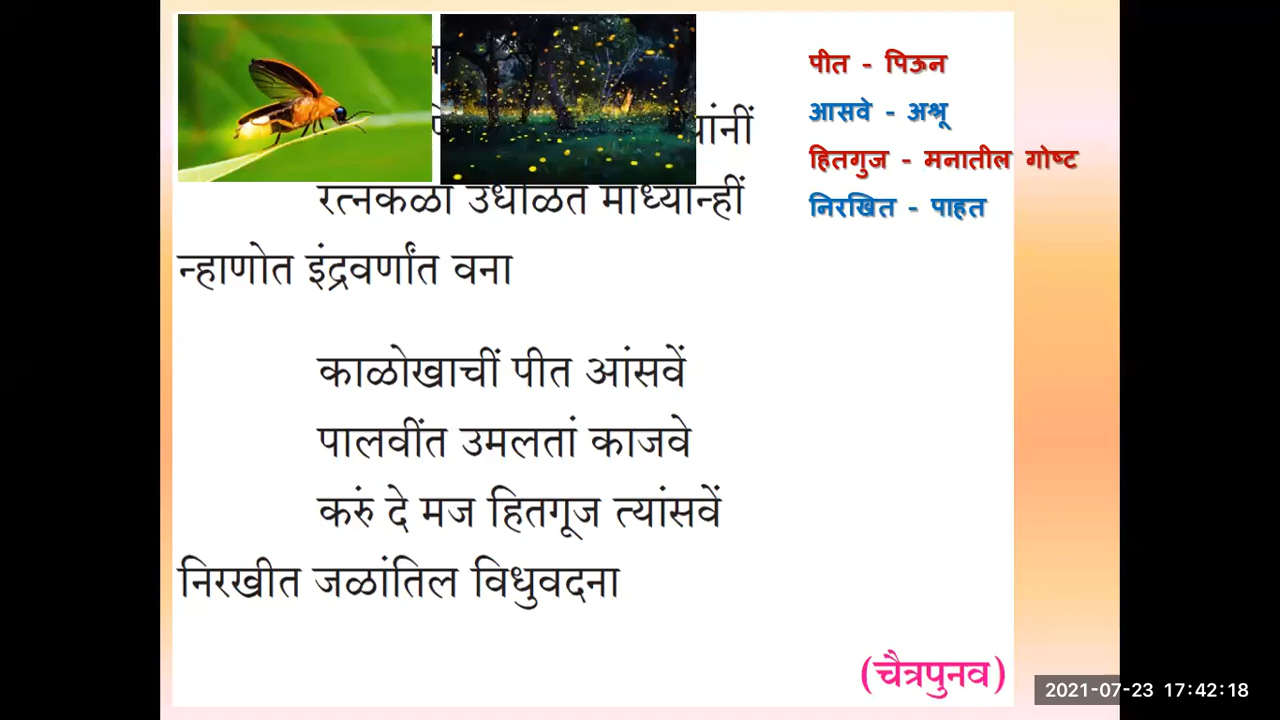 यांनीं
रत्नकळा उधळित माध्यान्हीं
न्हाणोत इंद्रवर्णांत वना
काळोखाचीं पीत आंसवें
पालवींत उमलतां काजवे
करुं दे मज हितगूज त्यांसवें
निरखीत जळांतिल विधुवदना
(चैत्रपुनव)
पीत - पिऊन
आसवे - अश्रू
हितगुज - मनातील गोष्ट
निरखित - पाहत
2021-07-23 17:42:18